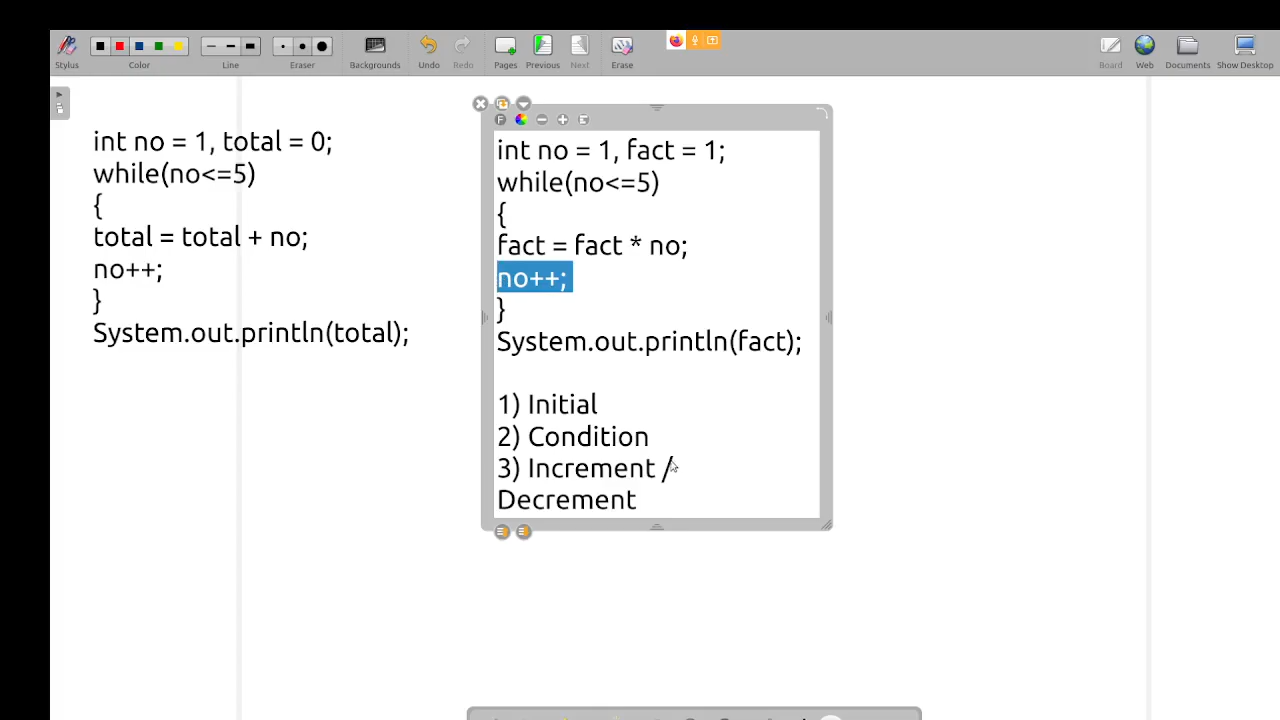 Stylus
Color
Line
Eraser
Backgrounds
Undo
Redo
Pages
Previous
Next
Erase
Board
Web
Documents
Show Desktop
int no = 1, total = 0;
while(no<=5)
{
total = total + no;
no++;
}
System.out.println(total);
F
int no = 1, fact = 1;
while(no<=5)
{
fact = fact * no;
no++;
}
System.out.println(fact);
1) Initial
2) Condition
3) Increment /
Decrement